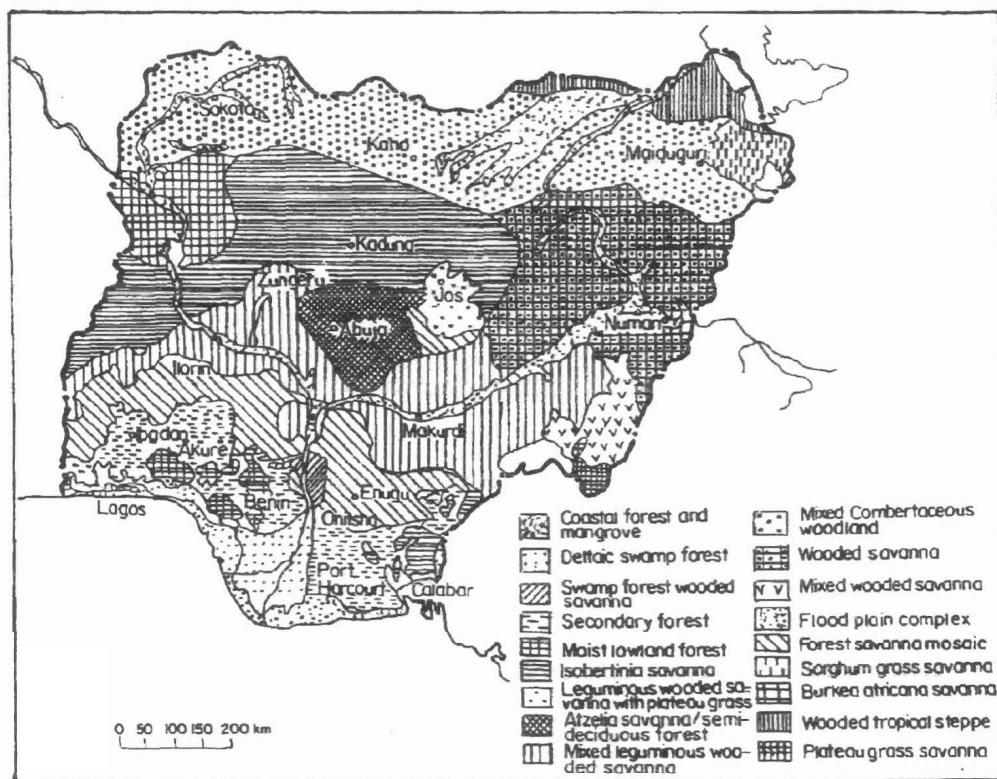 Sokoto
Kano
Maiduguri
Kaduna
Zungeru
Jos
Abuja
Numan
Ilorin
Makurdi
Ibadan
Akure
Benin
Enugu
Lagos
Onitsha
Port
Harcourt
Calabar
Coastal forest and
mangrove
Deltaic swamp forest
Swamp forest wooded
savanna
Secondary forest
Moist lowland forest
Isobertinia savanna
Leguminous wooded sa-
vanna with plateau grass
Atzelia savanna/semi-
deciduous forest
Mixed leguminous woo-
ded savanna
Mixed Combertaceous
woodland
Wooded savanna
Mixed wooded savanna
Flood plain complex
Forest savanna mosaic
Sorghum grass savanna
Burkea africana savanna
Wooded tropical steppe
Plateau grass savanna
0 50 100 150 200 km